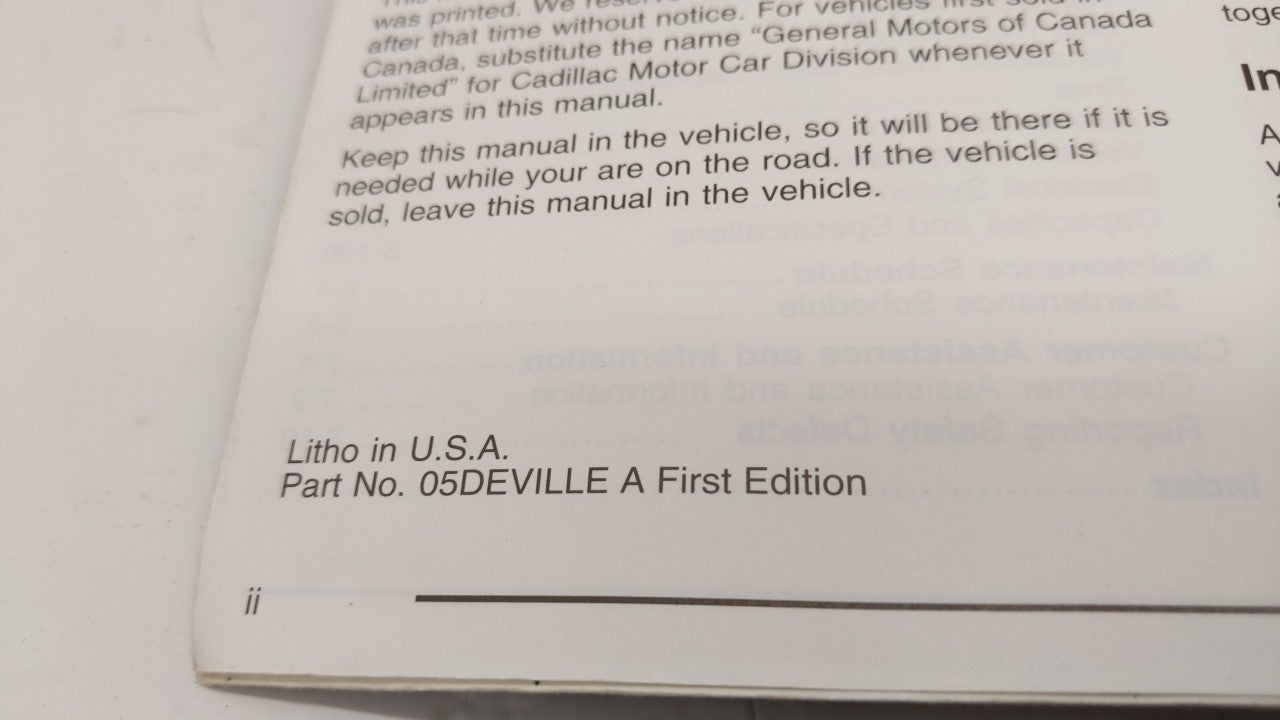 was printed. We
after that time without notice. For vehicles first sold in
Canada, substitute the name “General Motors of Canada
Limited” for Cadillac Motor Car Division whenever it
appears in this manual.
Keep this manual in the vehicle, so it will be there if it is
needed while your are on the road. If the vehicle is
sold, leave this manual in the vehicle.
Litho in U.S.A.
Part No. 05DEVILLE A First Edition
ii